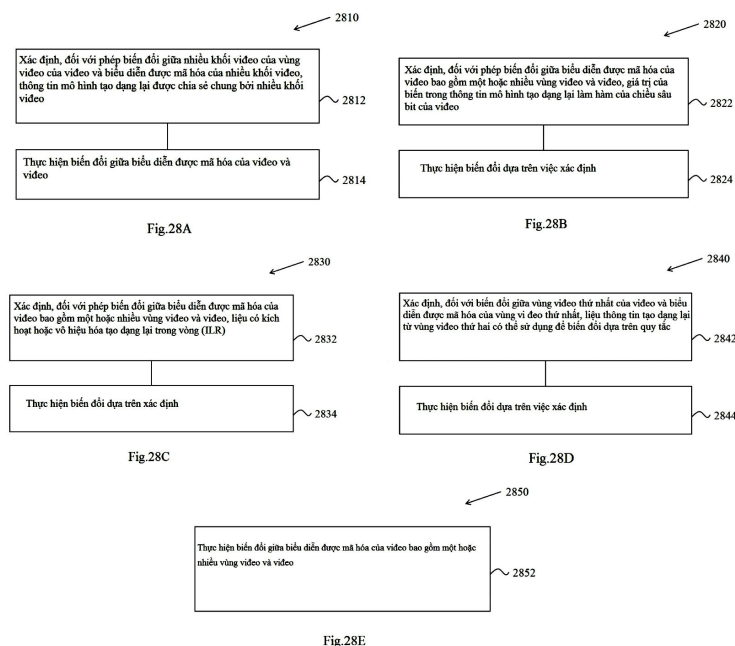 2810
Xác định, đối với phép biến đổi giữa nhiều khối video của vùng
video của video và biểu diễn được mã hóa của nhiều khối video,
thông tin mô hình tạo dạng lại được chia sẻ chung bởi nhiều khối
video
2812
Thực hiện biến đổi giữa biểu diễn được mã hóa của video và
video
2814
Fig.28A
2820
Xác định, đối với phép biến đổi giữa biểu diễn được mã hóa của
video bao gồm một hoặc nhiều vùng video và video, giá trị của
biến trong thông tin mô hình tạo dạng lại làm hàm của chiều sâu
bit của video
2822
Thực hiện biến đổi dựa trên việc xác định
2824
Fig.28B
2830
Xác định, đối với phép biến đổi giữa biểu diễn được mã hóa của
video bao gồm một hoặc nhiều vùng video và video, liệu có kích
hoạt hoặc vô hiệu hóa tạo dạng lại trong vòng (ILR)
2832
Thực hiện biến đổi dựa trên xác định
2834
Fig.28C
2840
Xác định, đối với biến đổi giữa vùng video thứ nhất của video và biểu
diễn được mã hóa của vùng vi deo thứ nhất, liệu thông tin tạo dạng lại
từ vùng video thứ hai có thể sử dụng để biến đổi dựa trên quy tắc
2842
Thực hiện biến đổi dựa trên việc xác định
2844
Fig.28D
2850
Thực hiện biến đổi giữa biểu diễn được mã hóa của video bao gồm một hoặc
nhiều vùng video và video
2852
Fig.28E